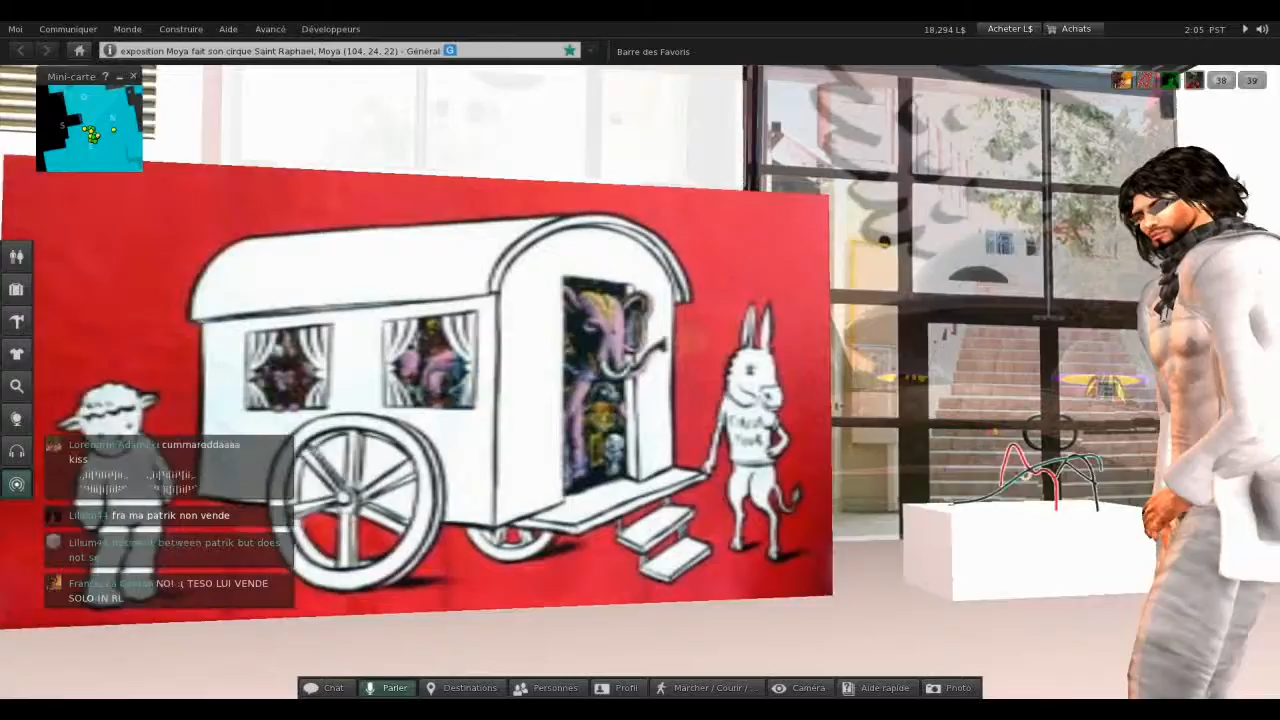 Moi Communiquer Monde Construire Aide Avancé Développeurs 18,294 L$ Acheter L$ Achats 2:05 PST
exposition Moya fait son cirque Saint Raphael, Moya (104, 24, 22) - Général G Barre des Favoris
Mini-carte ? 38 39
N
S
cummareddaaaa
kiss
Lilium44 fra ma patrik non vende
between patrik but does
not se
NO! :( TESO LUI VENDE
SOLO IN RL
Chat Parler Destinations Personnes Profil Marcher / Courir / ... Caméra Aide rapide Photo